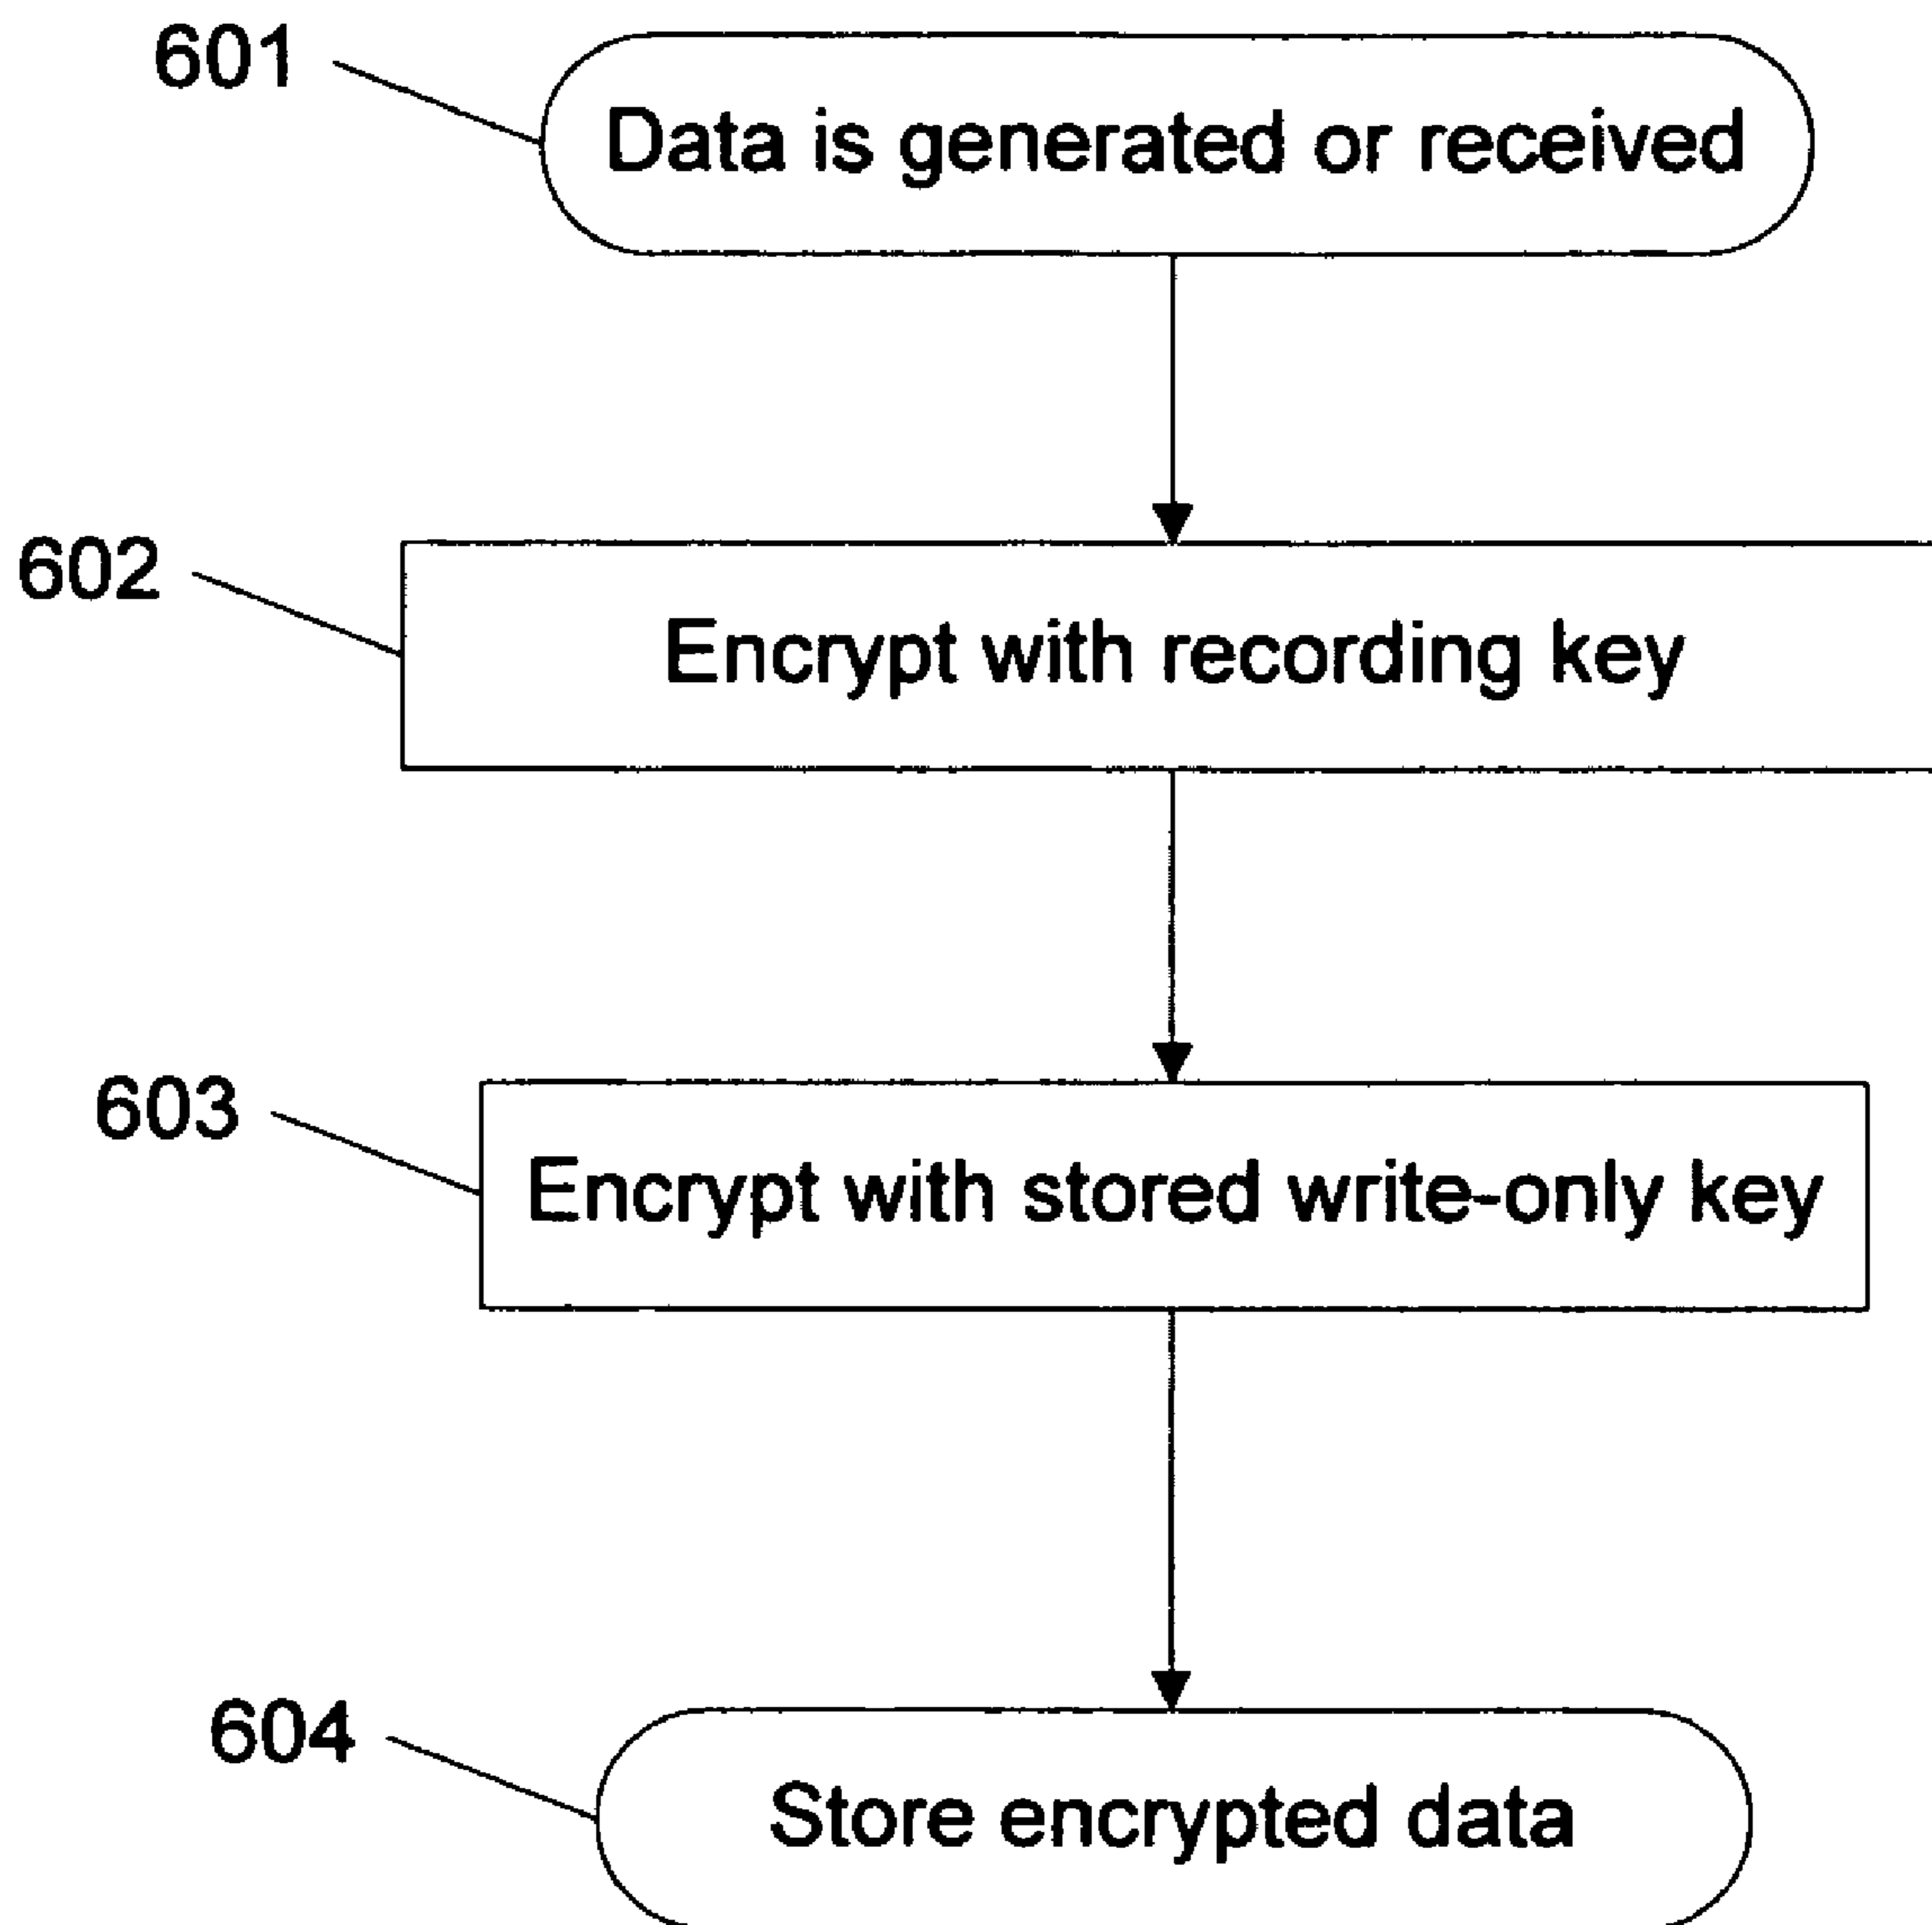 601
Data is generated or received
602
Encrypt with recording key
603
Encrypt with stored write-only key
604
Store encrypted data